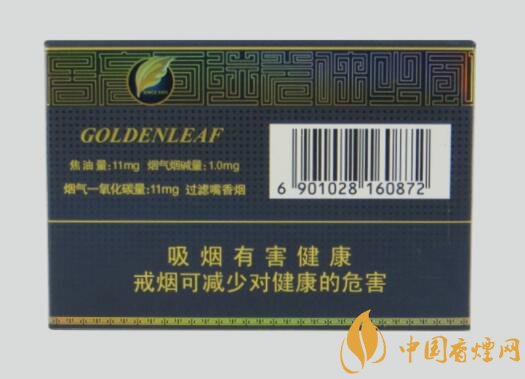 SINCE
GOLDENLEAF
焦油量:11mg 烟气烟碱量:1.0mg
烟气一氧化碳量:11mg 过滤嘴香烟
6 901028 160872
吸烟有害健康
戒烟可减少对健康的危害
中国香烟网